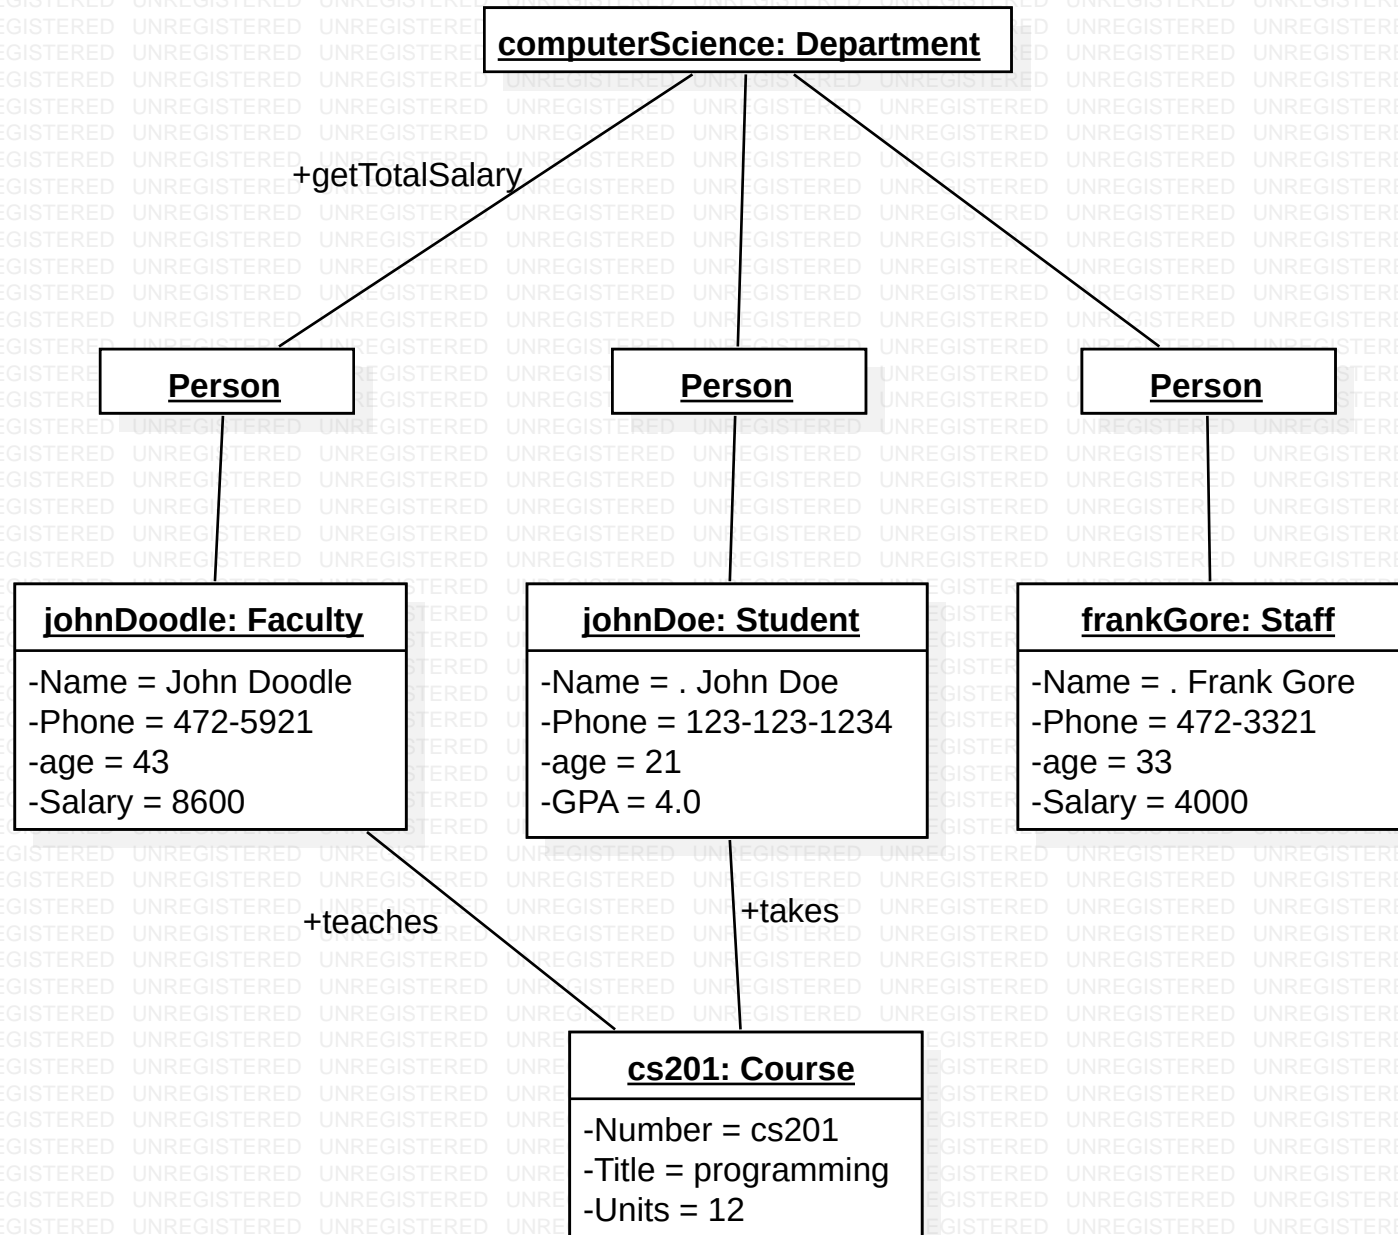 computerScience: Department
+getTotalSalary
Person
Person
Person
johnDoodle: Faculty
-Name = John Doodle
-Phone = 472-5921
-age = 43
-Salary = 8600
johnDoe: Student
-Name = . John Doe
-Phone = 123-123-1234
-age = 21
-GPA = 4.0
frankGore: Staff
-Name = . Frank Gore
-Phone = 472-3321
-age = 33
-Salary = 4000
+teaches
+takes
cs201: Course
-Number = cs201
-Title = programming
-Units = 12
UNREGISTERED